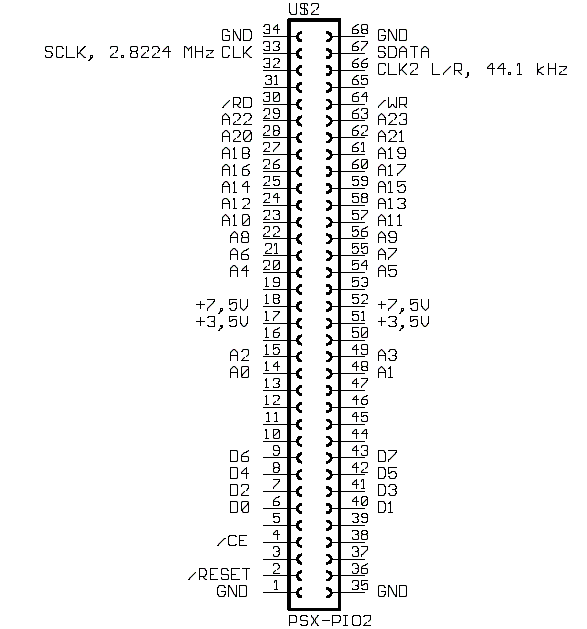 U$2
GND 34 68 GND
SCLK, 2.8224 MHz CLK 33 67 SDATA
32 66 CLK2 L/R, 44.1 kHz
31 65
/RD 30 64 /WR
A22 29 63 A23
A20 28 62 A21
A18 27 61 A19
A16 26 60 A17
A14 25 59 A15
A12 24 58 A13
A10 23 57 A11
A8 22 56 A9
A6 21 55 A7
A4 20 54 A5
19 53
+7,5V 18 52 +7,5V
+3,5V 17 51 +3,5V
16 50
A2 15 49 A3
A0 14 48 A1
13 47
12 46
11 45
10 44
D6 9 43 D7
D4 8 42 D5
D2 7 41 D3
D0 6 40 D1
5 39
/CE 4 38
3 37
/RESET 2 36
GND 1 35 GND
PSX-PIO2